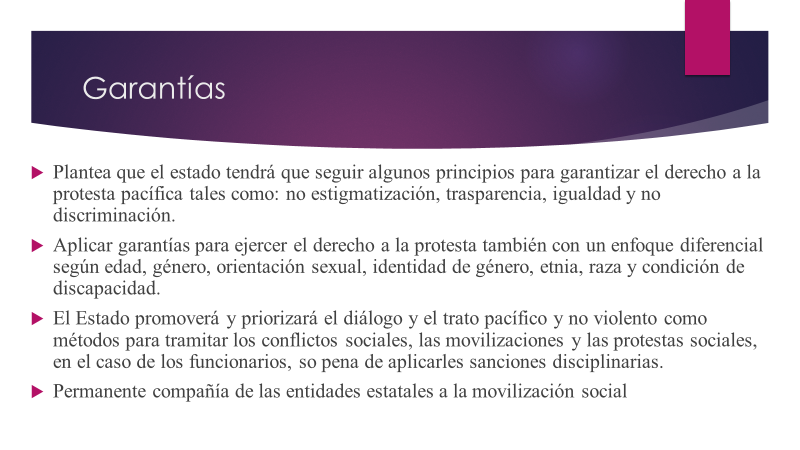 Garantías
Plantea que el estado tendrá que seguir algunos principios para garantizar el derecho a la
protesta pacífica tales como: no estigmatización, trasparencia, igualdad y no
discriminación.
Aplicar garantías para ejercer el derecho a la protesta también con un enfoque diferencial
según edad, género, orientación sexual, identidad de género, etnia, raza y condición de
discapacidad.
El Estado promoverá y priorizará el diálogo y el trato pacífico y no violento como
métodos para tramitar los conflictos sociales, las movilizaciones y las protestas sociales,
en el caso de los funcionarios, so pena de aplicarles sanciones disciplinarias.
Permanente compañía de las entidades estatales a la movilización social